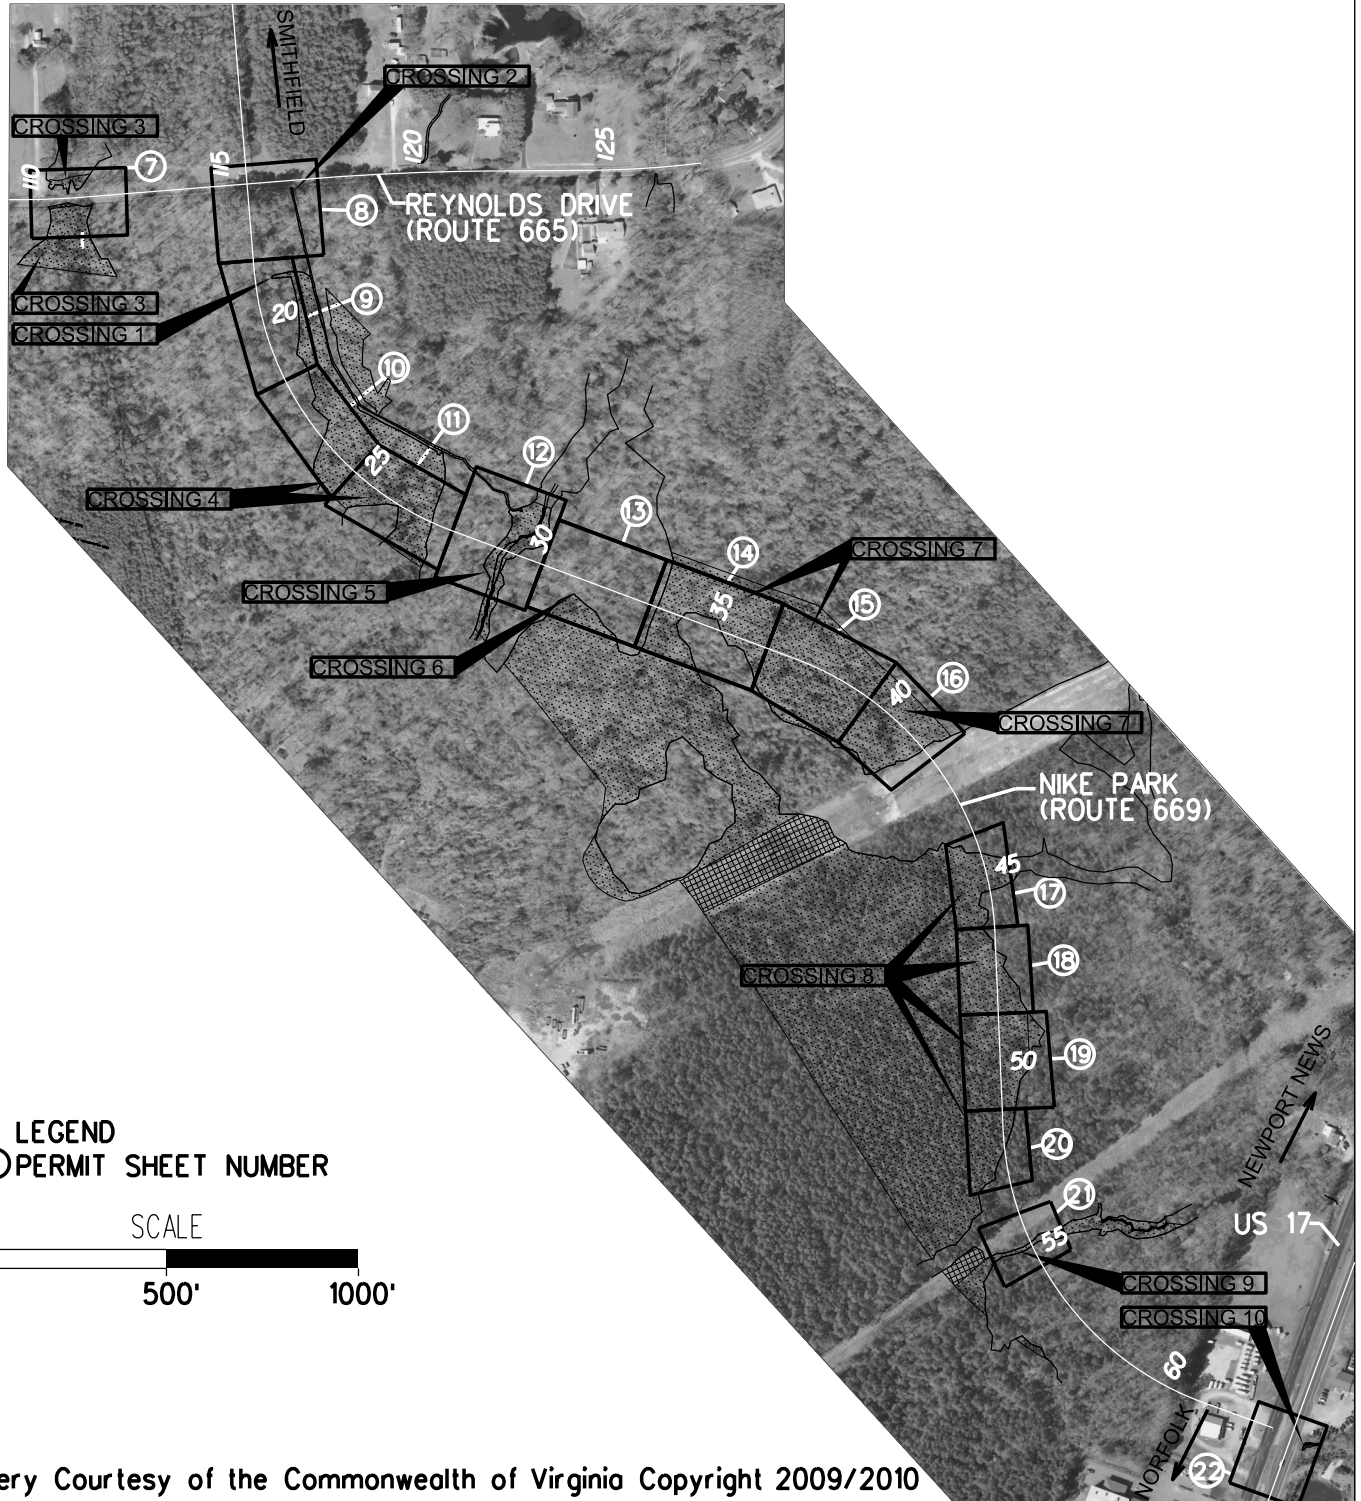 SMITHFIELD
CROSSING 2
CROSSING 3
110
7
115
120
125
8
REYNOLDS DRIVE
(ROUTE 665)
CROSSING 3
CROSSING 1
20
9
10
11
25
12
CROSSING 4
30
13
14
CROSSING 7
35
15
CROSSING 5
CROSSING 6
16
40
CROSSING 7
NIKE PARK
(ROUTE 669)
45
17
18
CROSSING 8
50
19
20
NEWPORT NEWS
21
US 17
55
CROSSING 9
CROSSING 10
60
NORFOLK
22
LEGEND
PERMIT SHEET NUMBER
SCALE
500'
1000'
ery Courtesy of the Commonwealth of Virginia Copyright 2009/2010